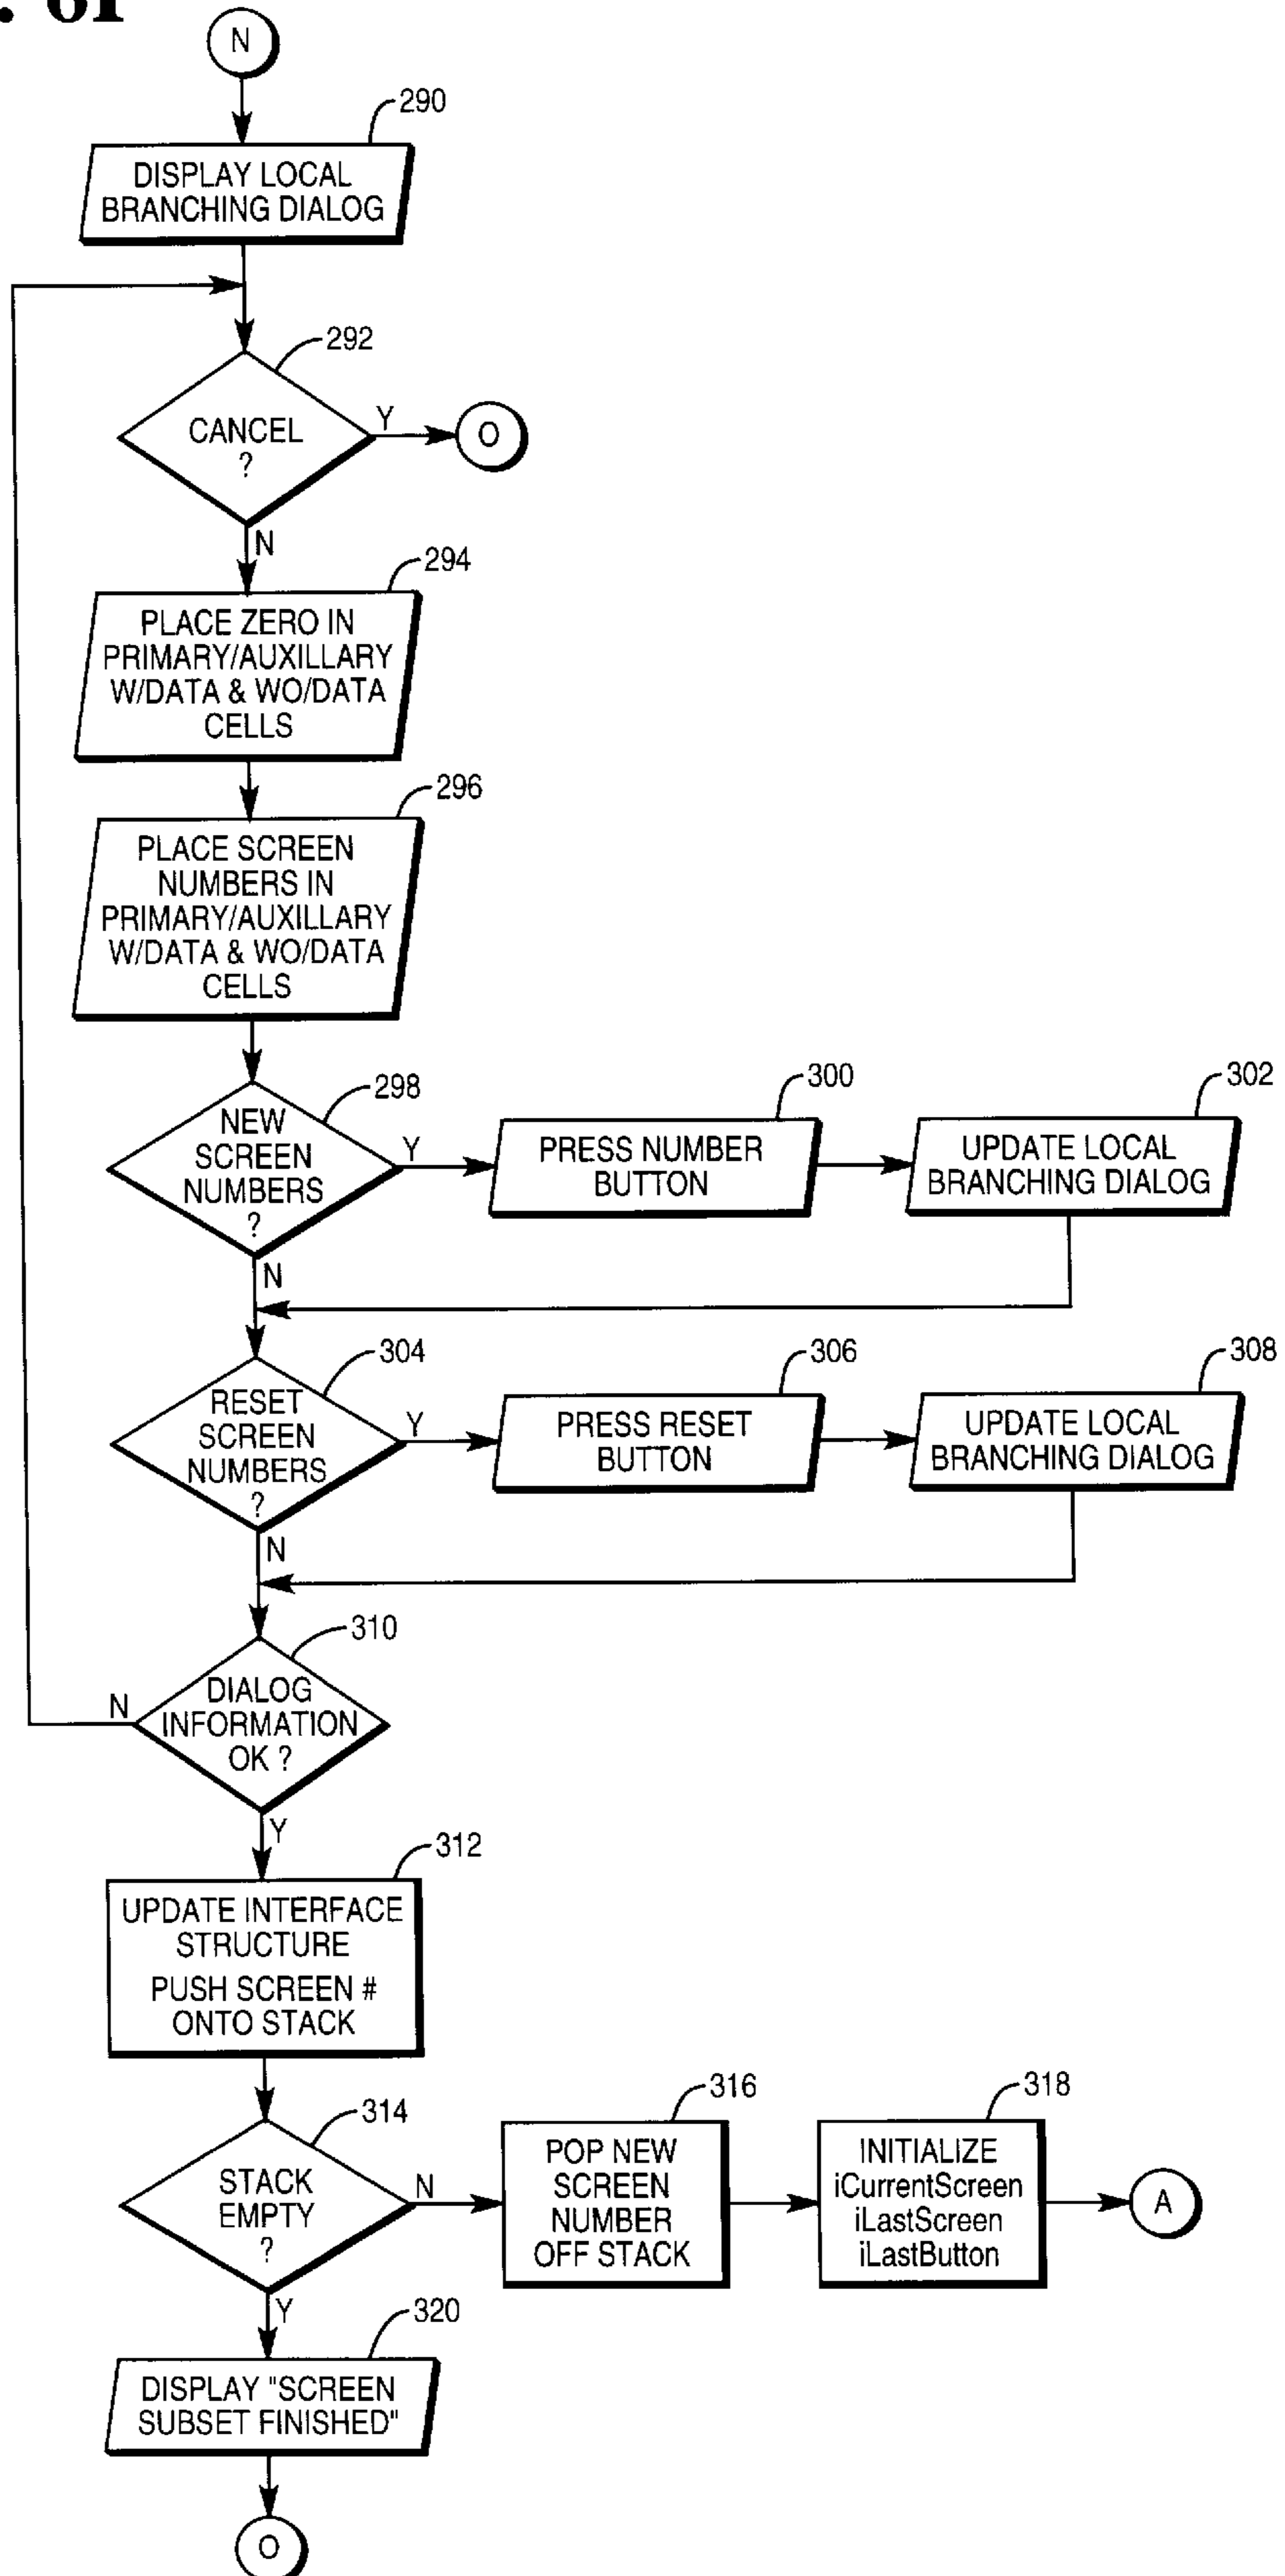 N
290
DISPLAY LOCAL
BRANCHING DIALOG
292
CANCEL
?
Y
O
N
294
PLACE ZERO IN
PRIMARY/AUXILLARY
W/DATA & WO/DATA
CELLS
296
PLACE SCREEN
NUMBERS IN
PRIMARY/AUXILLARY
W/DATA & WO/DATA
CELLS
298
NEW
SCREEN
NUMBERS
?
Y
300
PRESS NUMBER
BUTTON
302
UPDATE LOCAL
BRANCHING DIALOG
N
304
RESET
SCREEN
NUMBERS
?
Y
306
PRESS RESET
BUTTON
308
UPDATE LOCAL
BRANCHING DIALOG
N
310
DIALOG
INFORMATION
OK ?
N
Y
312
UPDATE INTERFACE
STRUCTURE
PUSH SCREEN #
ONTO STACK
314
STACK
EMPTY
?
N
316
POP NEW
SCREEN
NUMBER
OFF STACK
318
INITIALIZE
iCurrentScreen
iLastScreen
iLastButton
A
Y
320
DISPLAY "SCREEN
SUBSET FINISHED"
O